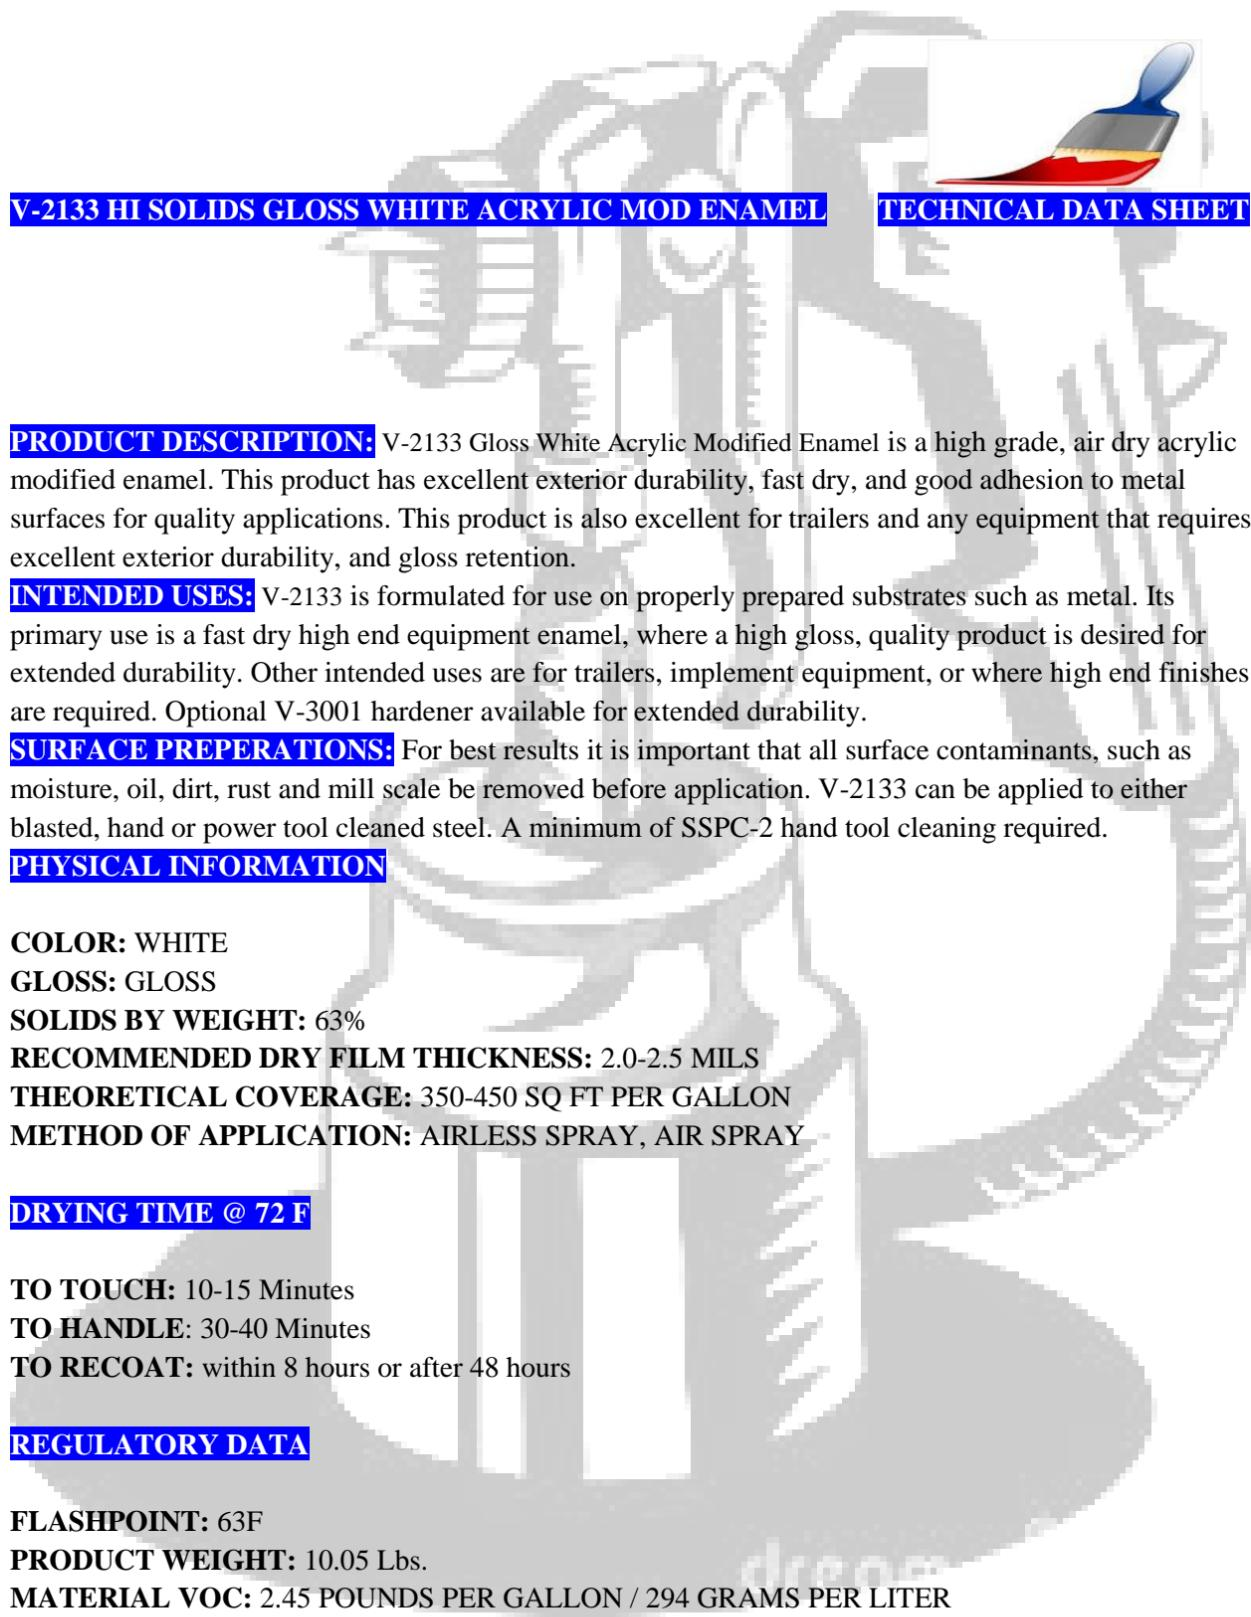 V-2133 HI SOLIDS GLOSS WHITE ACRYLIC MOD ENAMEL TECHNICAL DATA SHEET
PRODUCT DESCRIPTION: V-2133 Gloss White Acrylic Modified Enamel is a high grade, air dry acrylic
modified enamel. This product has excellent exterior durability, fast dry, and good adhesion to metal
surfaces for quality applications. This product is also excellent for trailers and any equipment that requires
excellent exterior durability, and gloss retention.
INTENDED USES: V-2133 is formulated for use on properly prepared substrates such as metal. Its
primary use is a fast dry high end equipment enamel, where a high gloss, quality product is desired for
extended durability. Other intended uses are for trailers, implement equipment, or where high end finishes
are required. Optional V-3001 hardener available for extended durability.
SURFACE PREPERATIONS: For best results it is important that all surface contaminants, such as
moisture, oil, dirt, rust and mill scale be removed before application. V-2133 can be applied to either
blasted, hand or power tool cleaned steel. A minimum of SSPC-2 hand tool cleaning required.
PHYSICAL INFORMATION
COLOR: WHITE
GLOSS: GLOSS
SOLIDS BY WEIGHT: 63%
RECOMMENDED DRY FILM THICKNESS: 2.0-2.5 MILS
THEORETICAL COVERAGE: 350-450 SQ FT PER GALLON
METHOD OF APPLICATION: AIRLESS SPRAY, AIR SPRAY
DRYING TIME @ 72 F
TO TOUCH: 10-15 Minutes
TO HANDLE: 30-40 Minutes
TO RECOAT: within 8 hours or after 48 hours
REGULATORY DATA
FLASHPOINT: 63F
PRODUCT WEIGHT: 10.05 Lbs.
MATERIAL VOC: 2.45 POUNDS PER GALLON / 294 GRAMS PER LITER